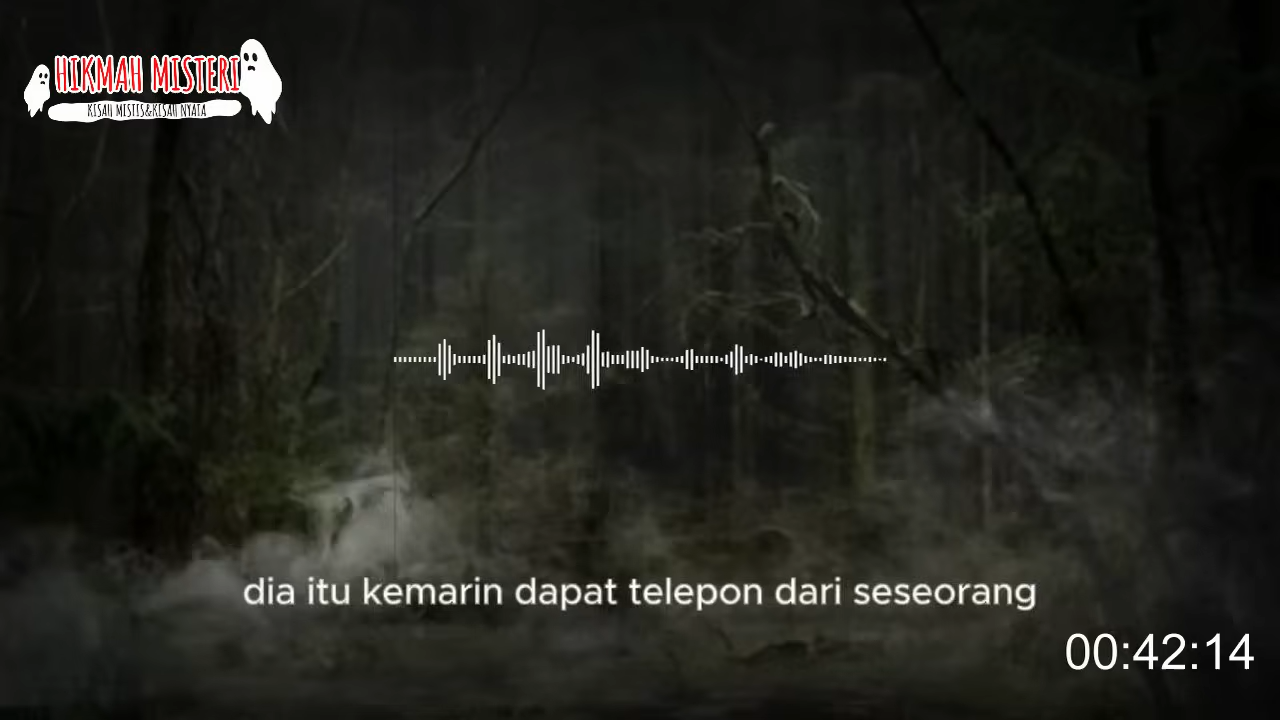 HIKMAH MISTERI
KISAH MISTIS&KISAH NYATA
dia itu kemarin dapat telepon dari seseorang
00:42:14